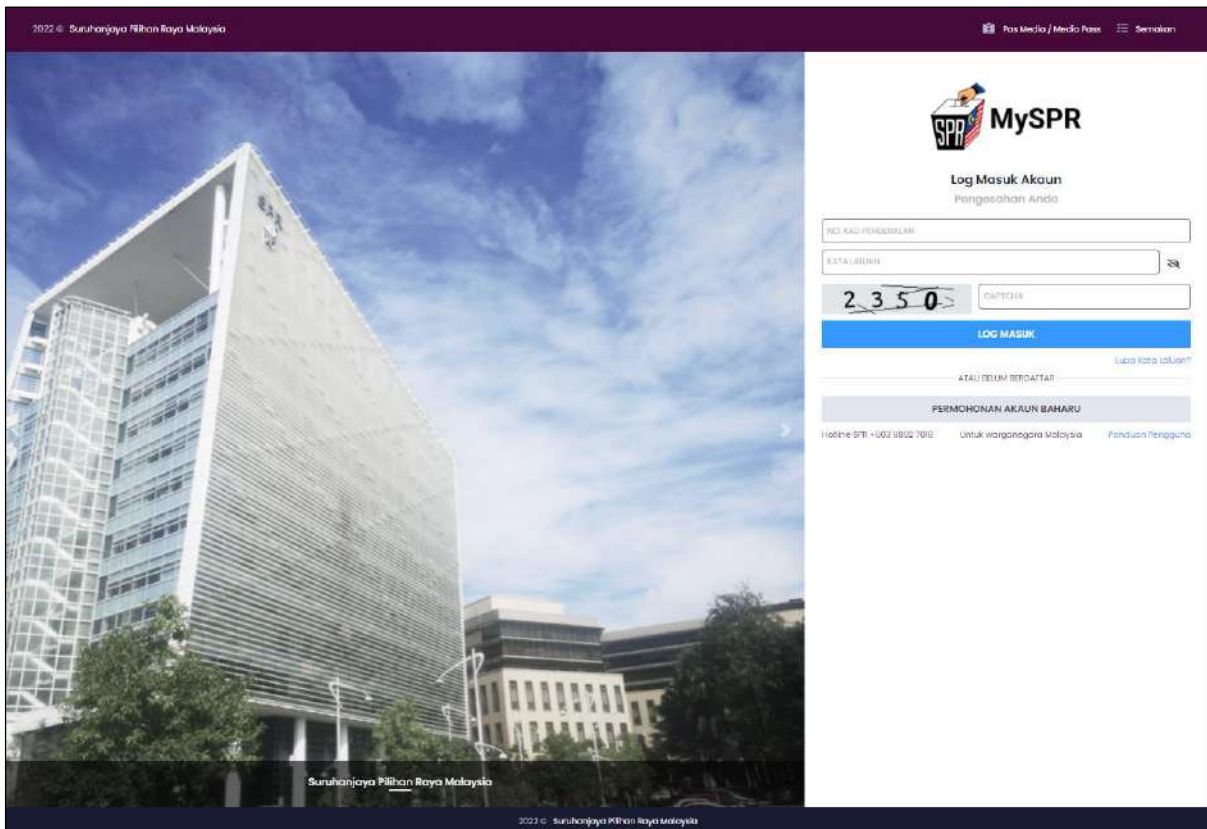 2022 © Suruhanjaya Pilihan Raya Malaysia
Pas Media / Media Pass
Semakan
SPR
SPR
MySPR
Log Masuk Akaun
Pengesahan Anda
NO. KAD PENGENALAN
KATA LALUAN
2350
CAPTCHA
LOG MASUK
Lupa Kata Laluan?
ATAU BELUM BERDAFTAR
PERMOHONAN AKAUN BAHARU
Hotline SPR +603 8892 7018
Untuk warganegara Malaysia
Panduan Pengguna
Suruhanjaya Pilihan Raya Malaysia
2022 © Suruhanjaya Pilihan Raya Malaysia